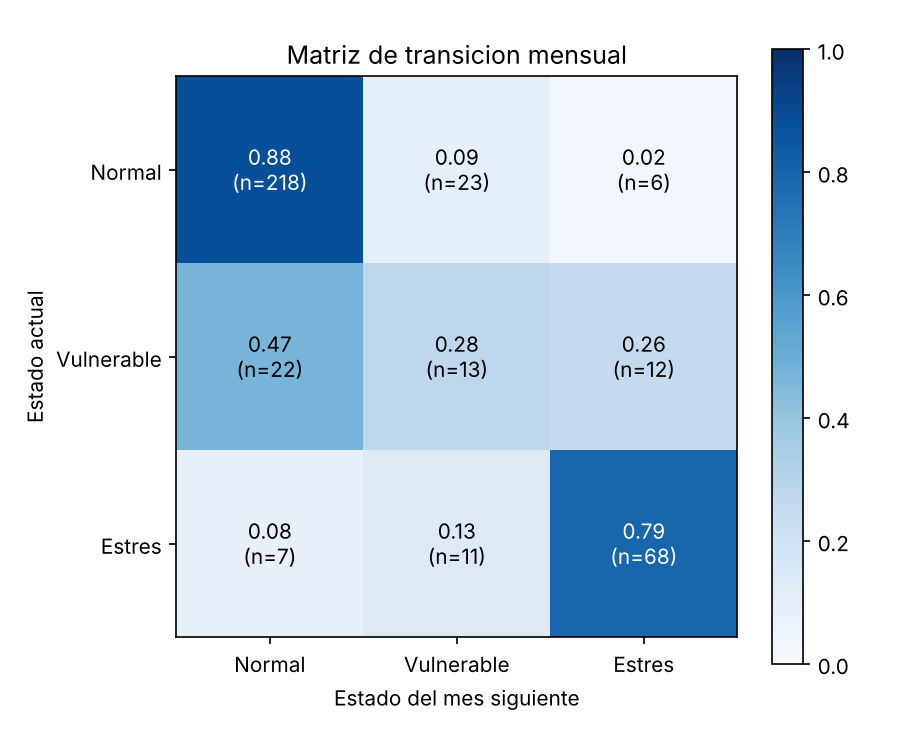 Matriz de transicion mensual
1.0
0.8
0.6
0.4
0.2
0.0
Estado actual
Normal
0.88
(n=218)
0.09
(n=23)
0.02
(n=6)
Vulnerable
0.47
(n=22)
0.28
(n=13)
0.26
(n=12)
Estres
0.08
(n=7)
0.13
(n=11)
0.79
(n=68)
Normal
Vulnerable
Estres
Estado del mes siguiente